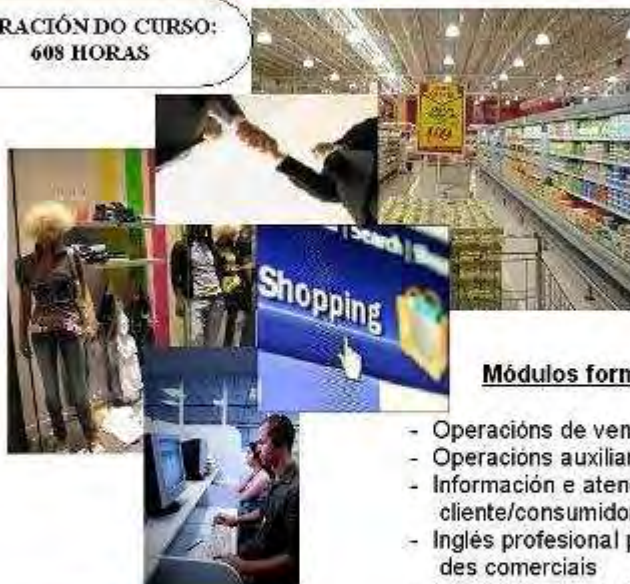 RACIÓN DO CURSO:
608 HORAS
Search
Shopping
Módulos form
- Operacións de ven
- Operacións auxiliar
- Información e aten
cliente/consumido
- Inglés profesional p
des comerciais